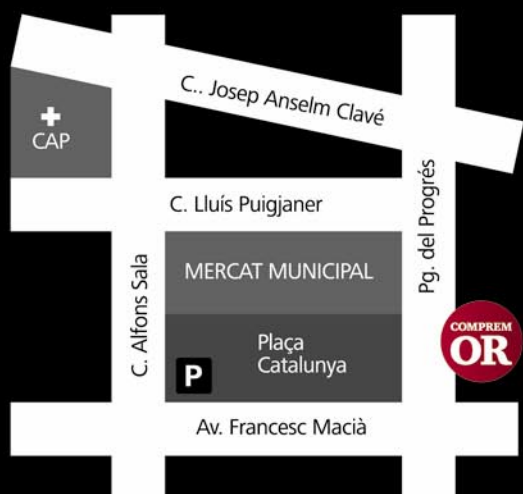 C.. Josep Anselm Clavé
CAP
C. Lluís Puigjaner
Pg. del Progrés
C. Alfons Sala
MERCAT MUNICIPAL
COMPREM
OR
Plaça
Catalunya
P
Av. Francesc Macià